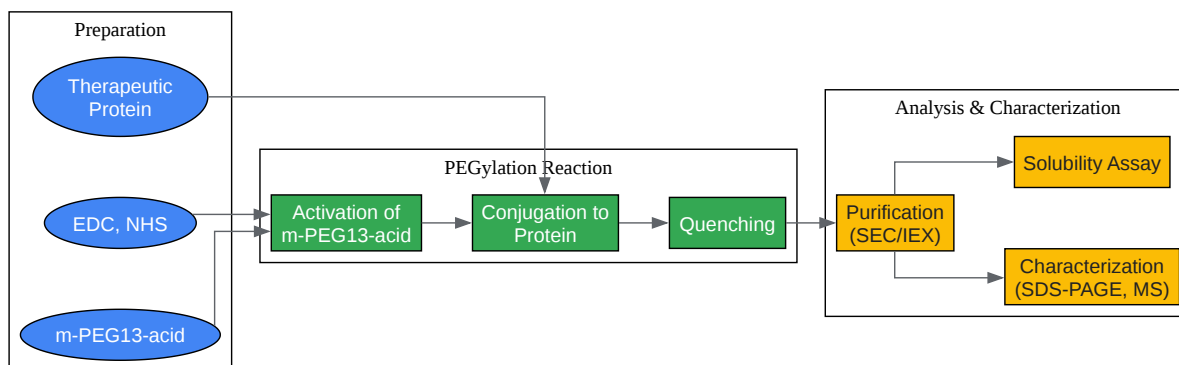 Preparation
Therapeutic
Protein
EDC, NHS
m-PEG13-acid
PEGylation Reaction
Activation of
m-PEG13-acid
Conjugation to
Protein
Quenching
Analysis & Characterization
Purification
(SEC/IEX)
Solubility Assay
Characterization
(SDS-PAGE, MS)